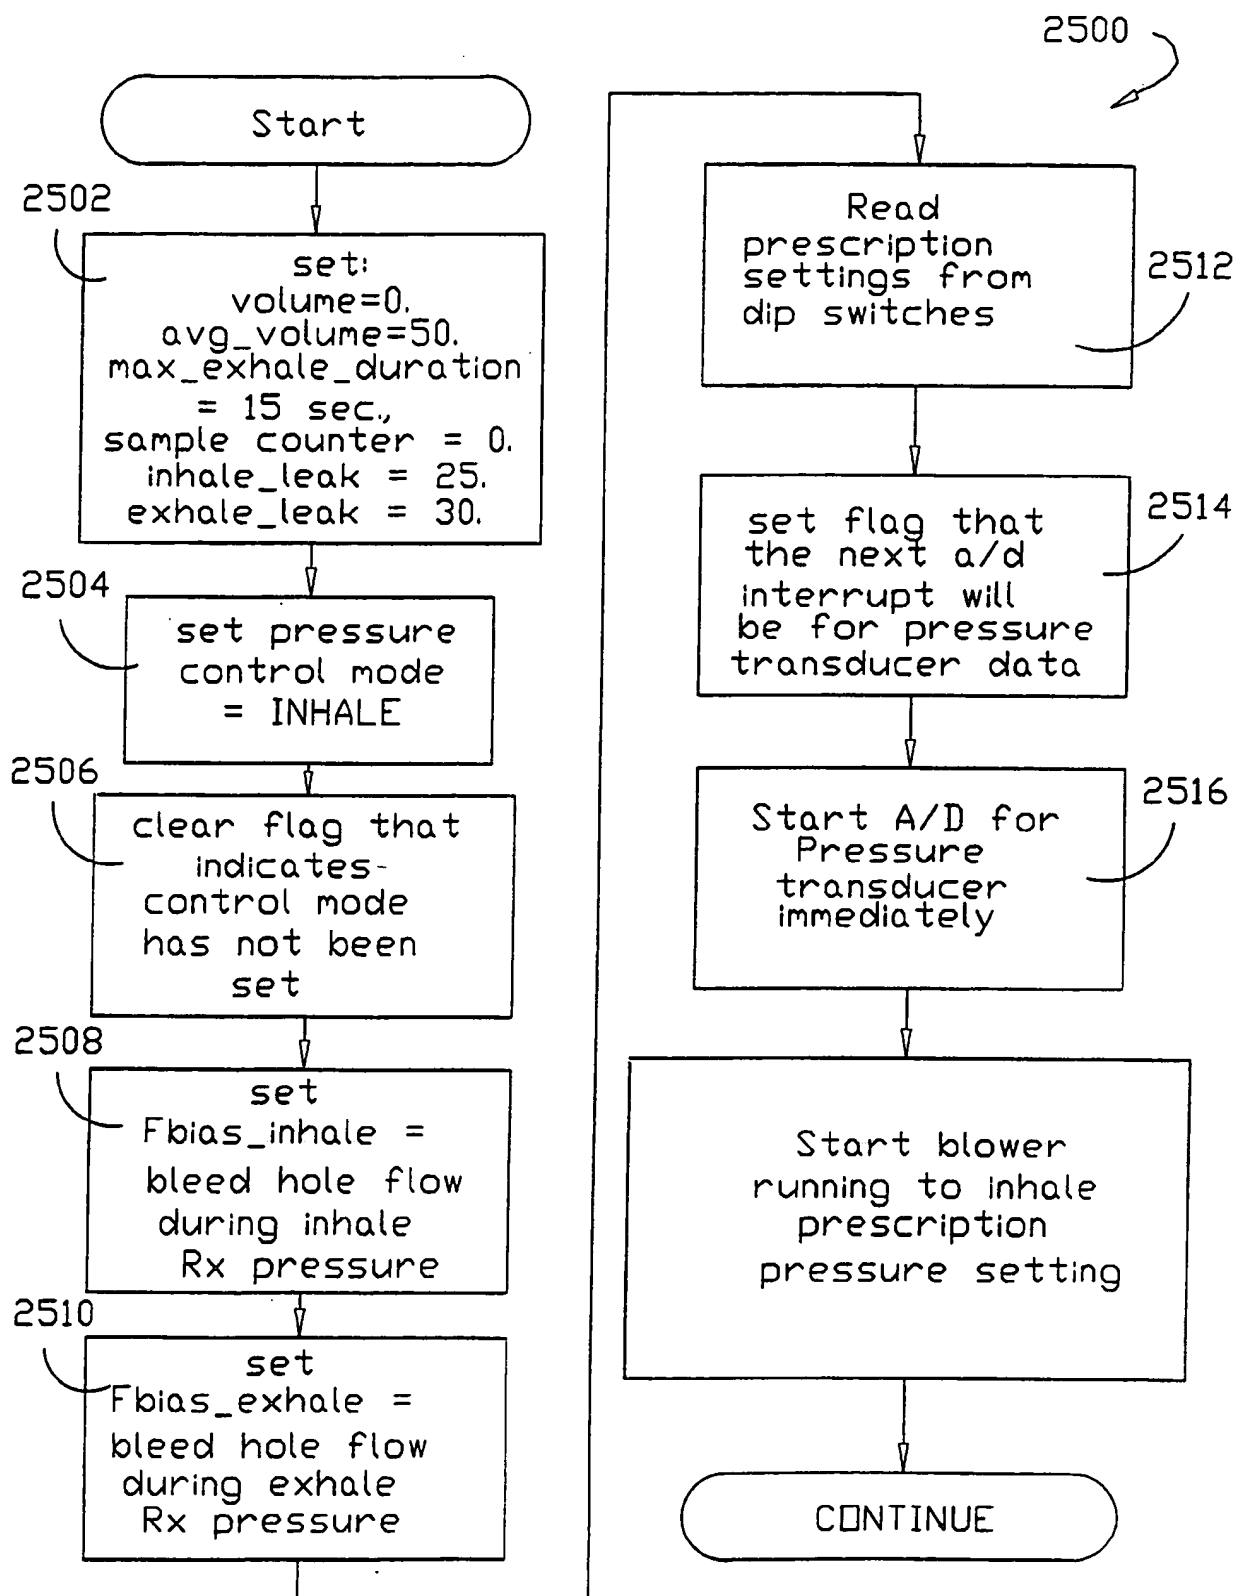 2500
Start
2502
set:
volume=0.
avg_volume=50.
max_exhale_duration
= 15 sec.,
sample counter = 0.
inhale_leak = 25.
exhale_leak = 30.
2504
set pressure
control mode
= INHALE
2506
clear flag that
indicates-
control mode
has not been
set
2508
set
Fbias_inhale =
bleed hole flow
during inhale
Rx pressure
2510
set
Fbias_exhale =
bleed hole flow
during exhale
Rx pressure
Read
prescription
settings from
dip switches
2512
set flag that
the next a/d
interrupt will
be for pressure
transducer data
2514
Start A/D for
Pressure
transducer
immediately
2516
Start blower
running to inhale
prescription
pressure setting
CONTINUE